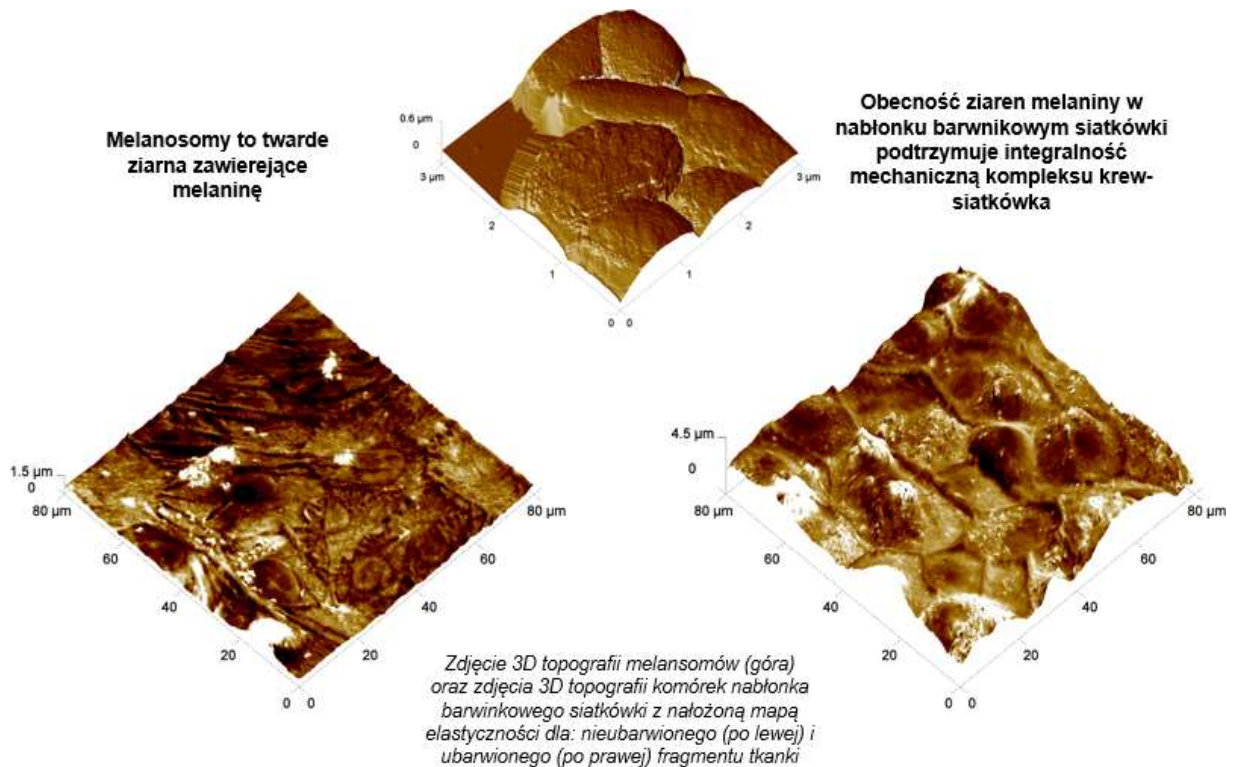 Melanosomy to twarde
ziarna zawierejące
melaninę
Obecność ziaren melaniny w
nabłonku barwnikowym siatkówki
podtrzymuje integralność
mechaniczną kompleksu krew-
siatkówka
0.6 µm
0
3 µm
2
1
0 0
1
2
3 µm
1.5 µm
0
80 µm
60
40
20
0 0
20
40
60
80 µm
4.5 µm
0
80 µm
60
40
20
0 0
20
40
60
80 µm
Zdjęcie 3D topografii melansomów (góra)
oraz zdjęcia 3D topografii komórek nabłonka
barwinkowego siatkówki z nałożoną mapą
elastyczności dla: nieubarwionego (po lewej) i
ubarwionego (po prawej) fragmentu tkanki